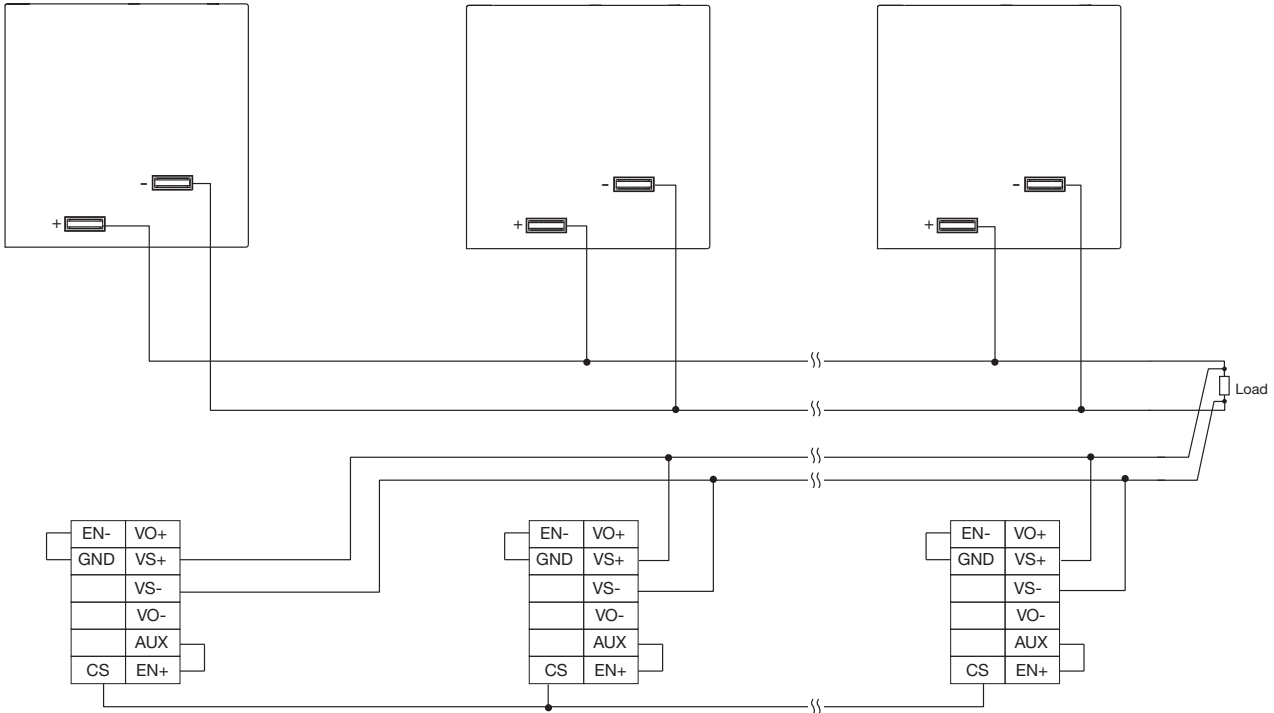 -
+
-
+
-
+
Load
EN- VO+
GND VS+
VS-
VO-
AUX
CS EN+
EN- VO+
GND VS+
VS-
VO-
AUX
CS EN+
EN- VO+
GND VS+
VS-
VO-
AUX
CS EN+